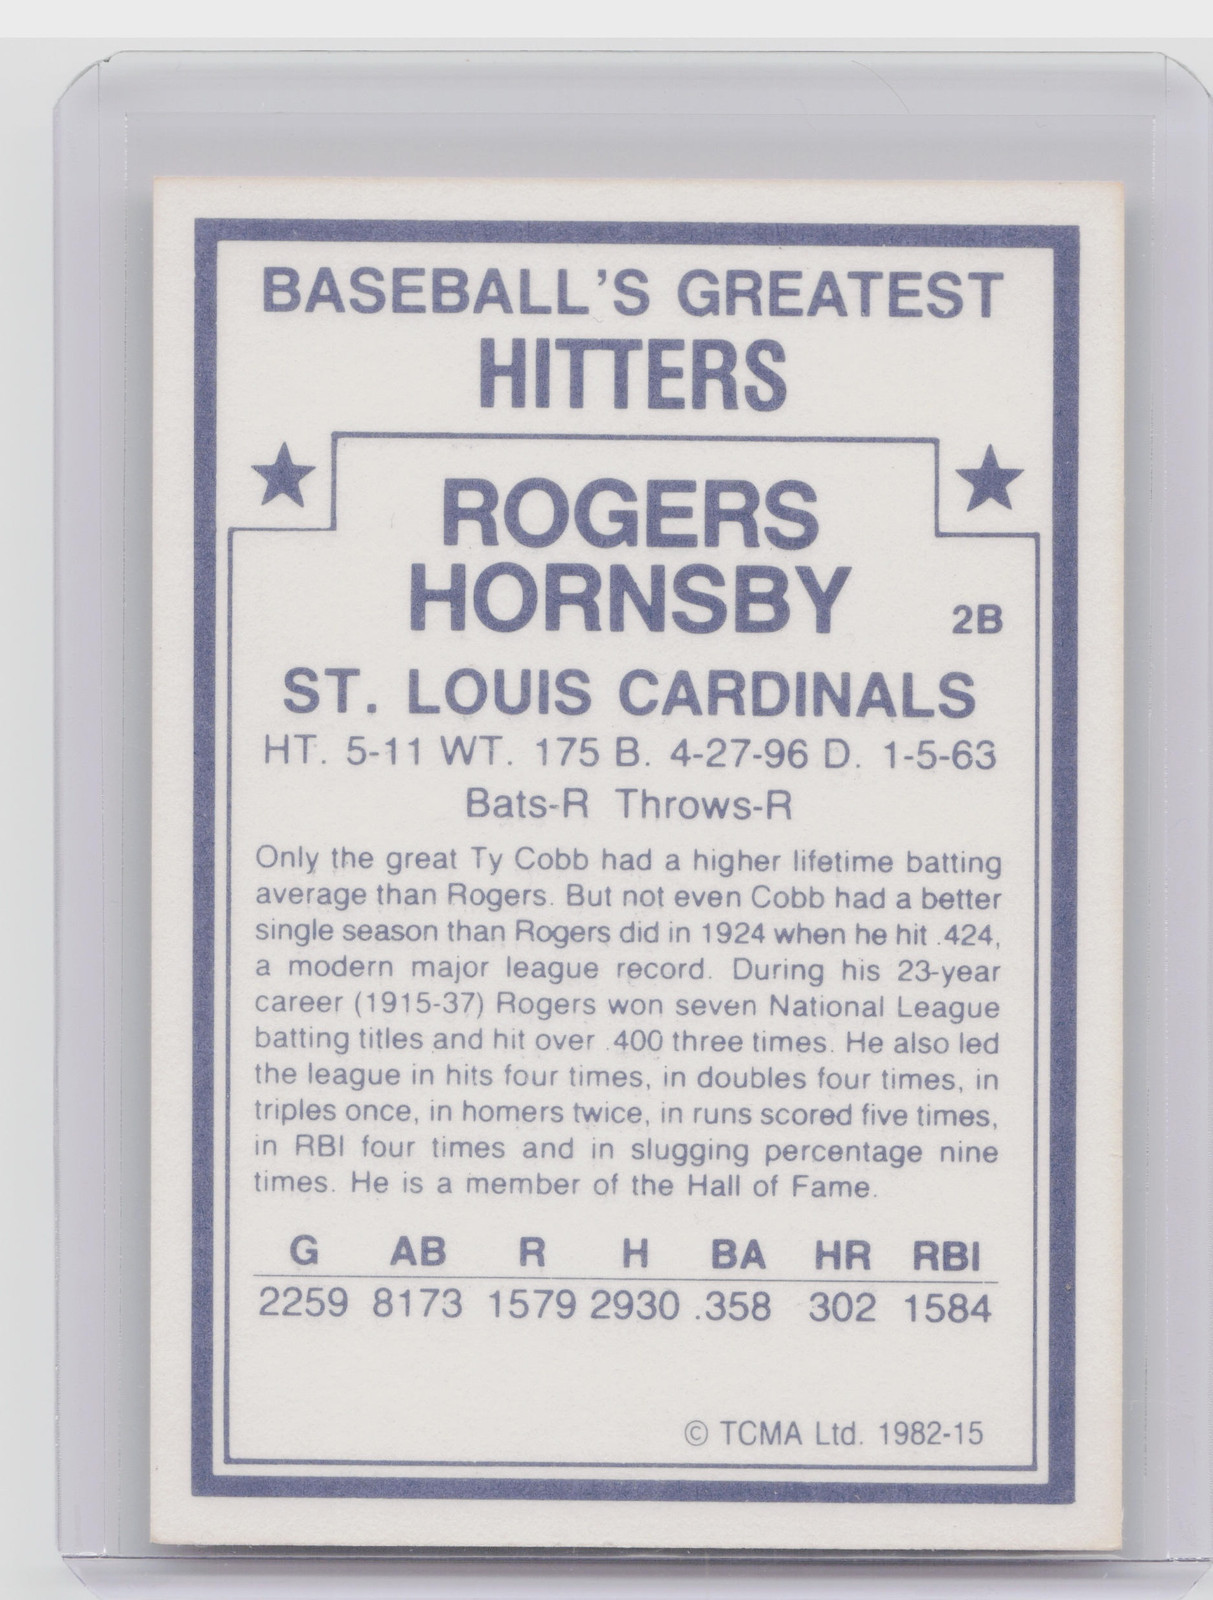 BASEBALL'S GREATEST
HITTERS
ROGERS
HORNSBY
2B
ST. LOUIS CARDINALS
HT. 5-11 WT. 175 B. 4-27-96 D. 1-5-63
Bats-R Throws-R
Only the great Ty Cobb had a higher lifetime batting
average than Rogers. But not even Cobb had a better
single season than Rogers did in 1924 when he hit .424,
a modern major league record. During his 23-year
career (1915-37) Rogers won seven National League
batting titles and hit over .400 three times. He also led
the league in hits four times, in doubles four times, in
triples once, in homers twice, in runs scored five times,
in RBI four times and in slugging percentage nine
times. He is a member of the Hall of Fame.
G AB R H BA HR RBI
2259 8173 1579 2930 .358 302 1584
© TCMA Ltd. 1982-15